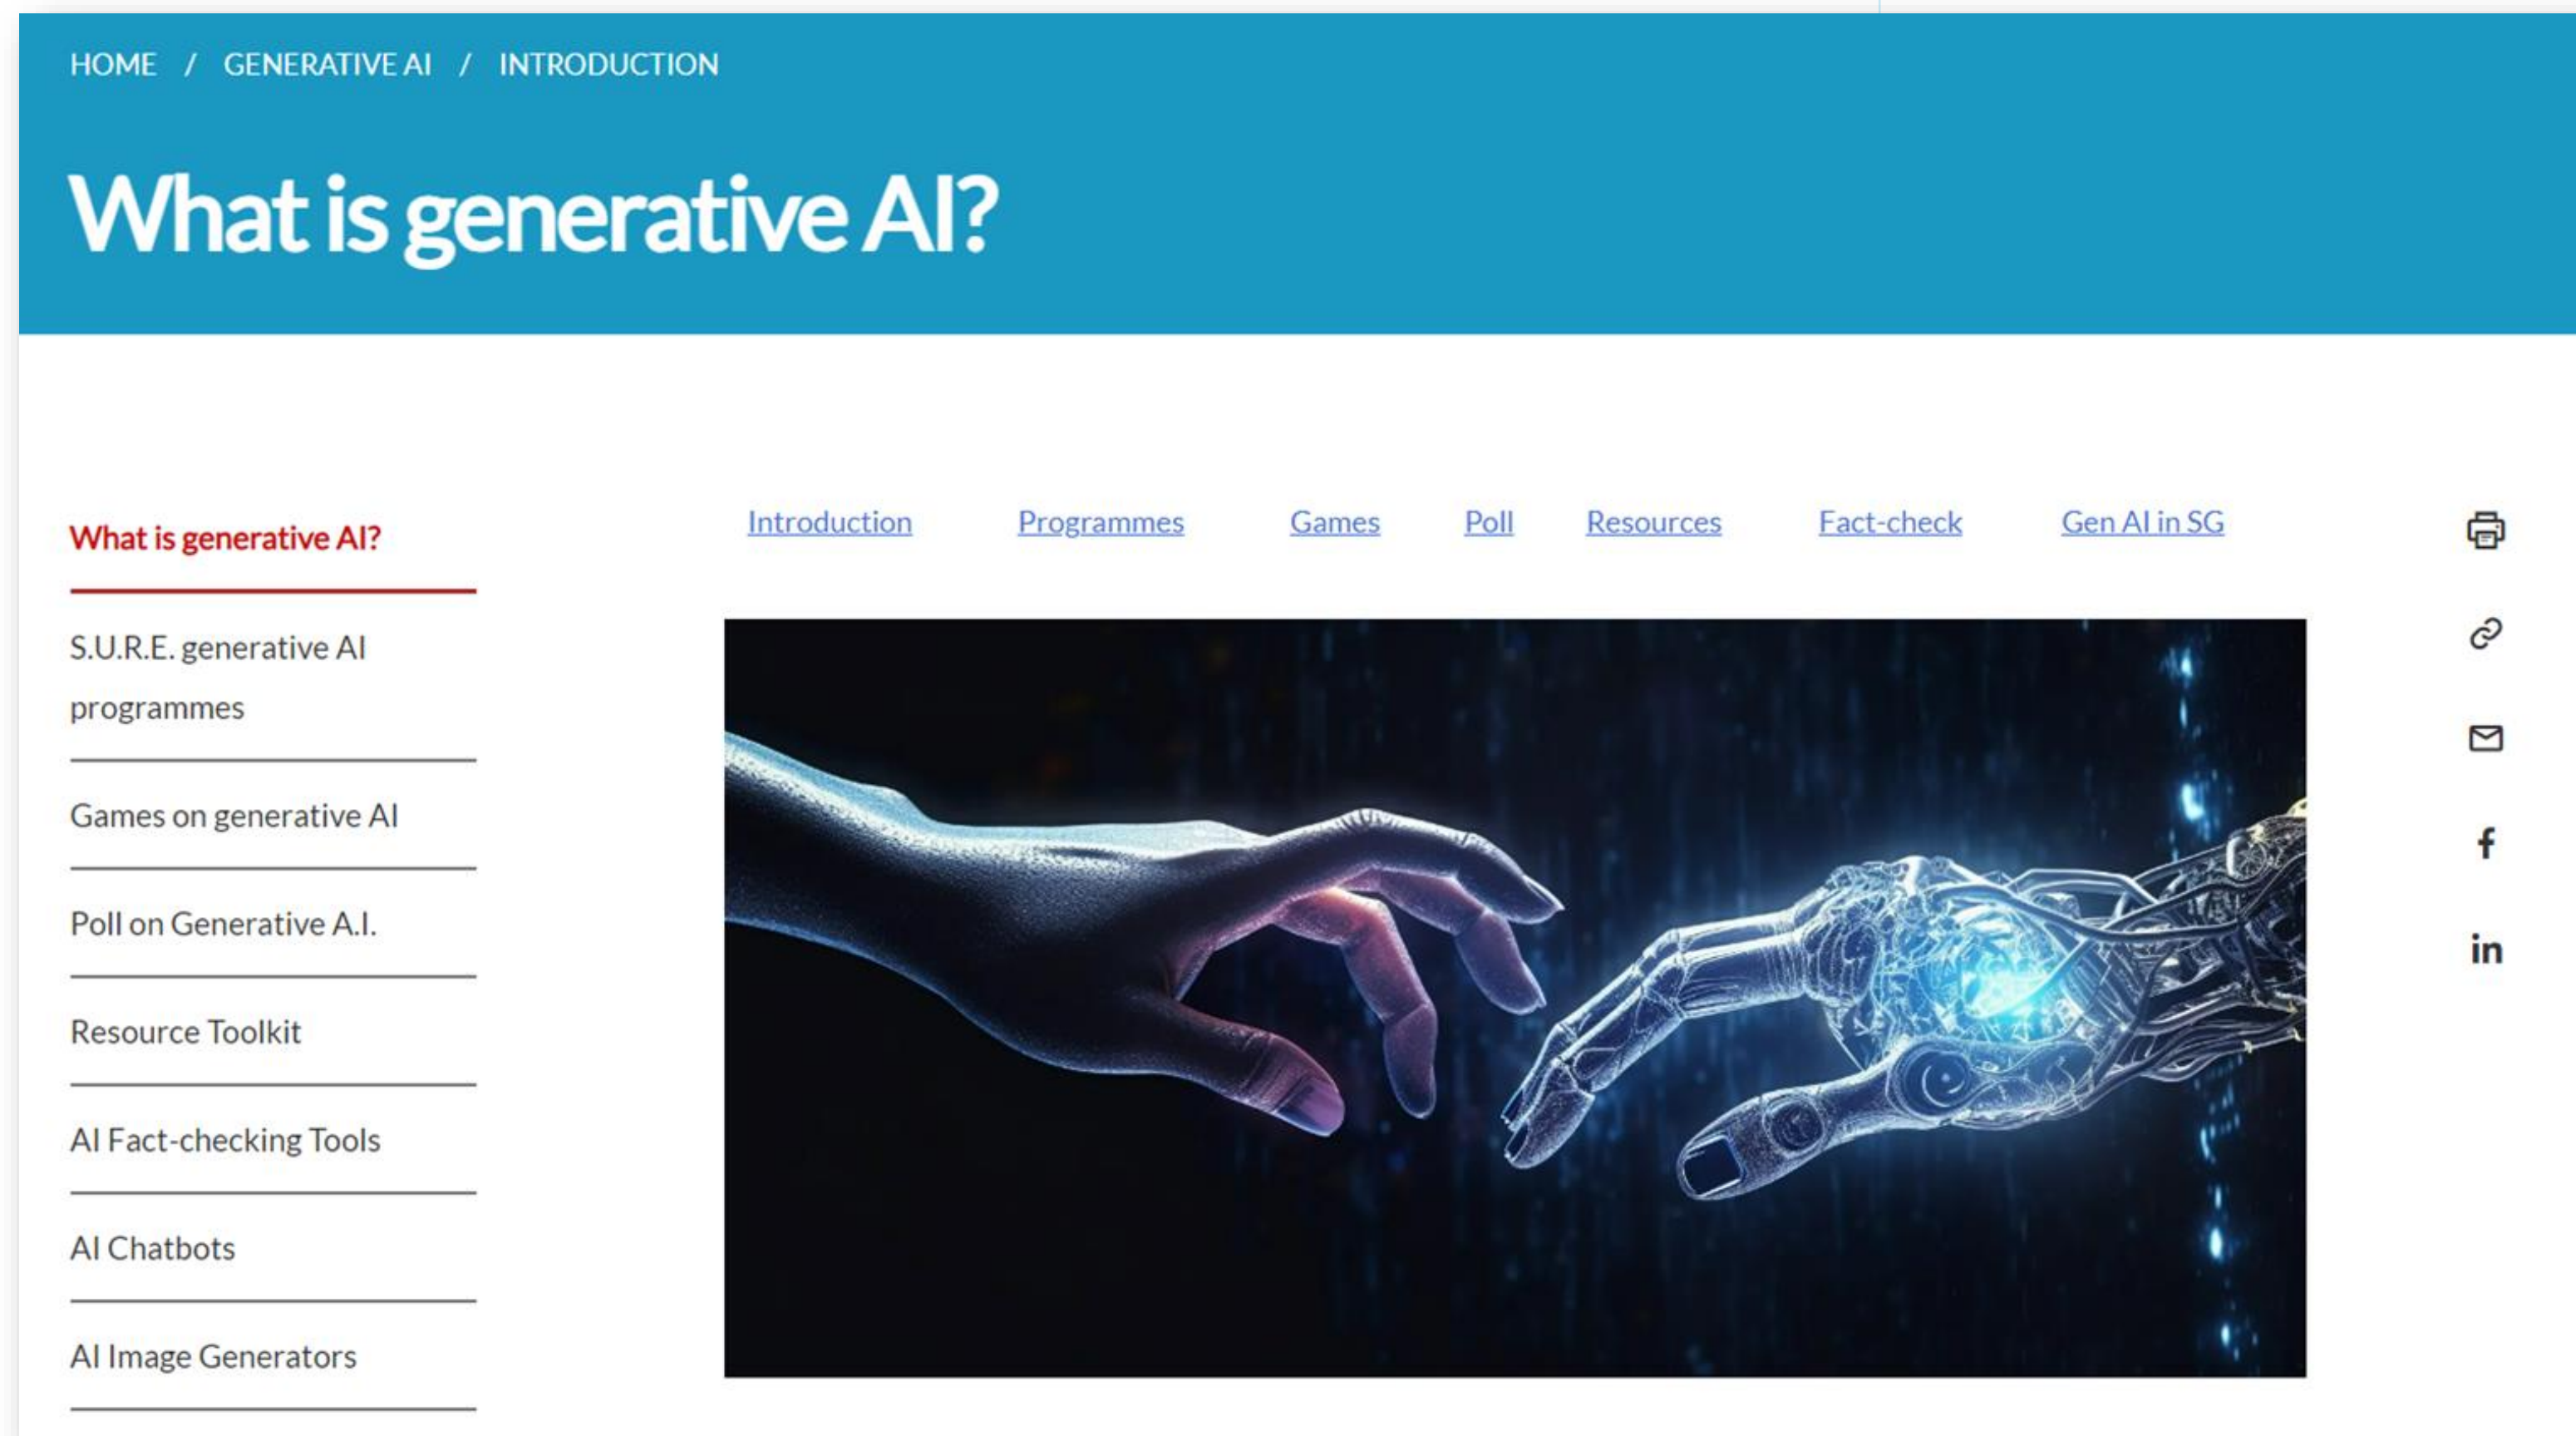 HOME / GENERATIVE AI / INTRODUCTION
What is generative AI?
What is generative AI?
S.U.R.E. generative AI
programmes
Games on generative AI
Poll on Generative A.I.
Resource Toolkit
AI Fact-checking Tools
AI Chatbots
AI Image Generators
Introduction Programmes Games Poll Resources Fact-check Gen AI in SG
f
in